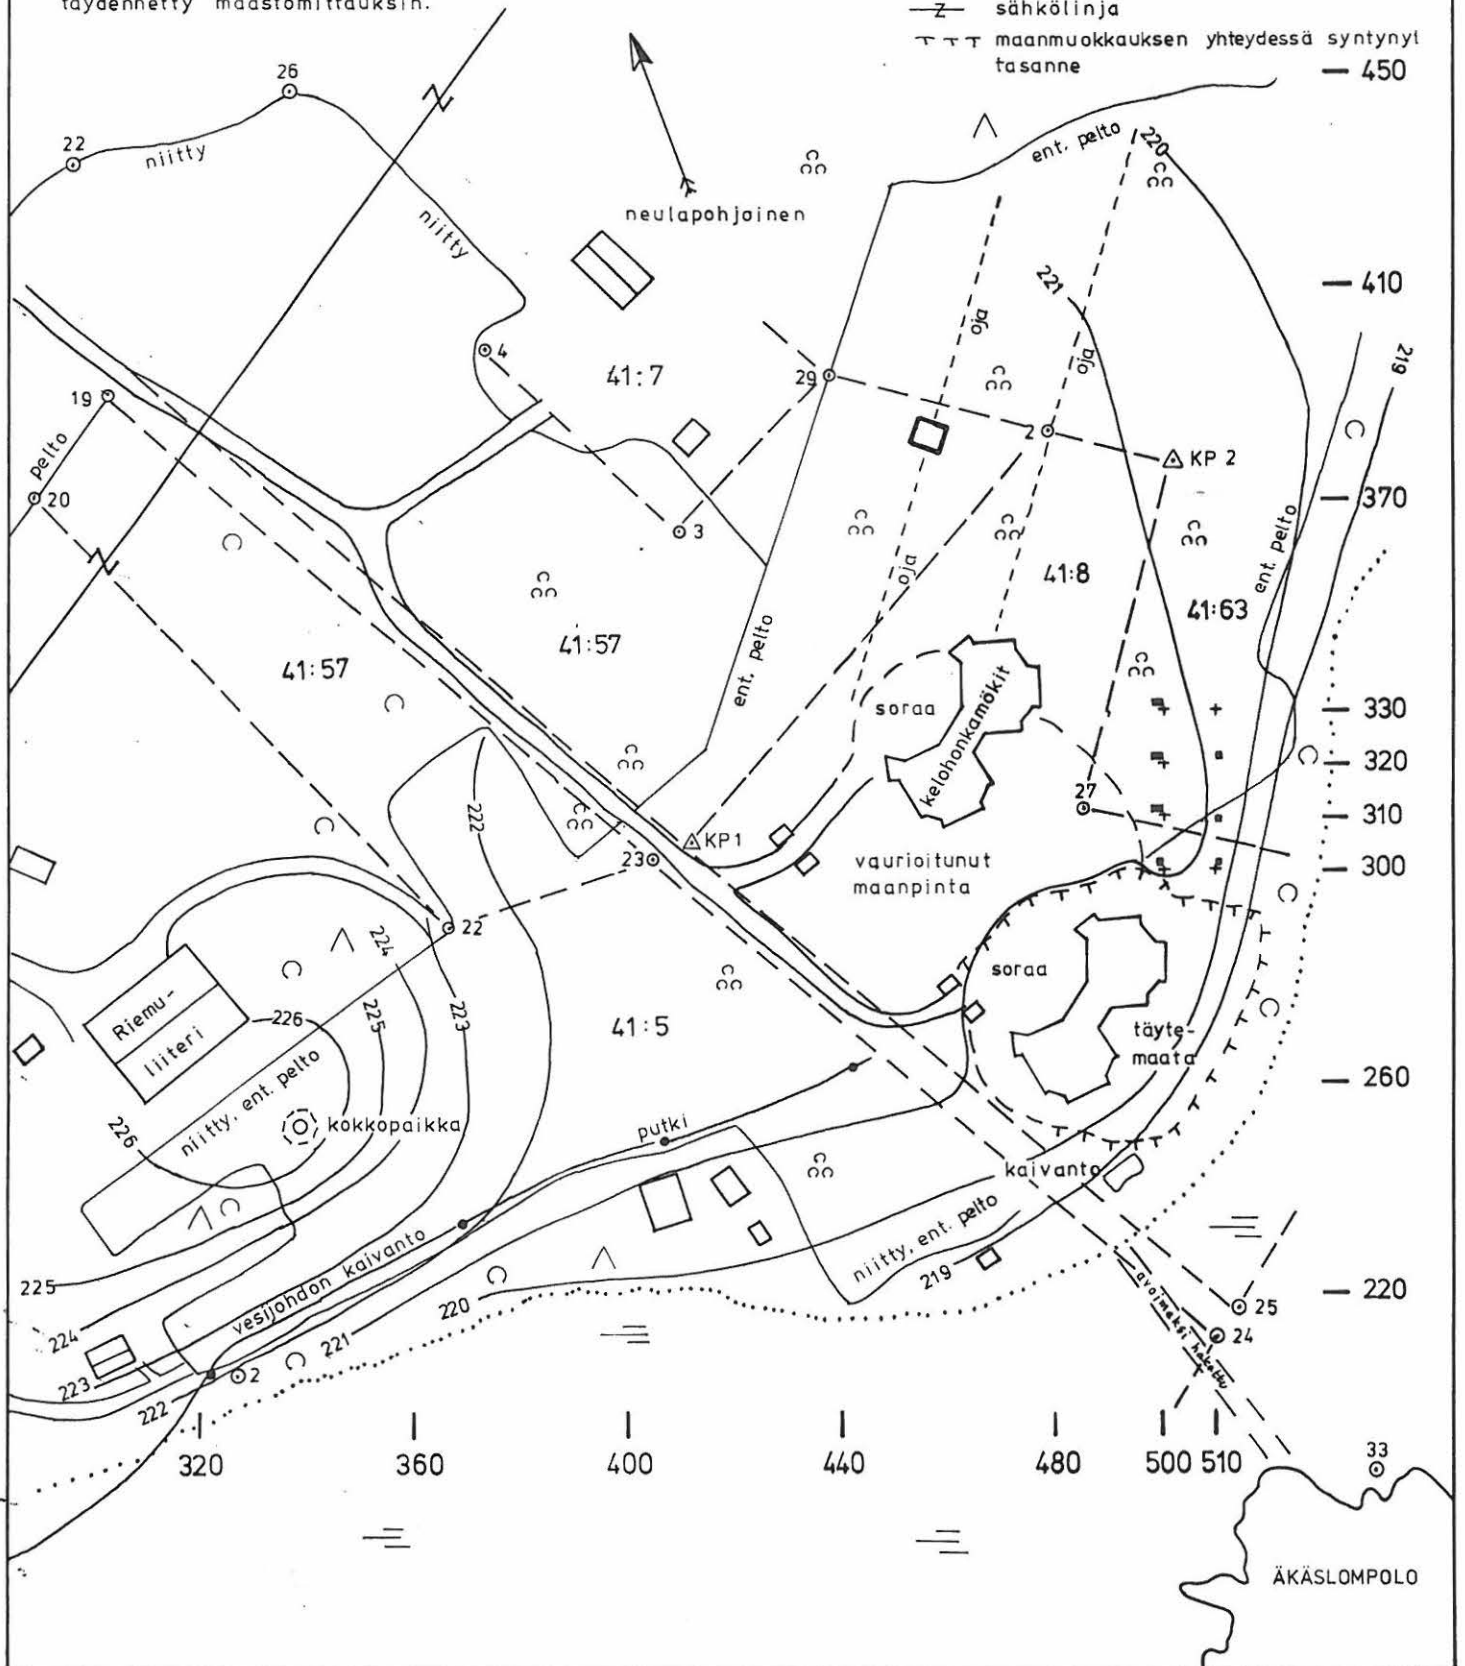 täydennetty maastomittauksin.
sähkölinja
maanmuokkauksen yhteydessä syntynyt
tasanne
450
26
22
niitty
ent. pelto
220
neulapohjainen
niitty
221
410
oja
219
4
41:7
29
oja
19
pelto
2
KP 2
20
3
370
ent. pelto
oja
41:8
41:63
41:57
41:57
ent. pelto
soraa
kelohonkamökit
330
320
27
222
310
23
KP1
vaurioitunut
maanpinta
300
22
224
soraa
Riemu-
liiteri
226
225
223
41:5
täyte-
maata
260
niitty, ent. pelto
226
kokkopaikka
putki
kaivanto
niitty, ent. pelto
vesijohdon kaivanto
219
225
220
220
25
avoimeksi hakattu
24
224
221
223
2
222
320
360
400
440
480
500
510
33
ÄKÄSLOMPOLO